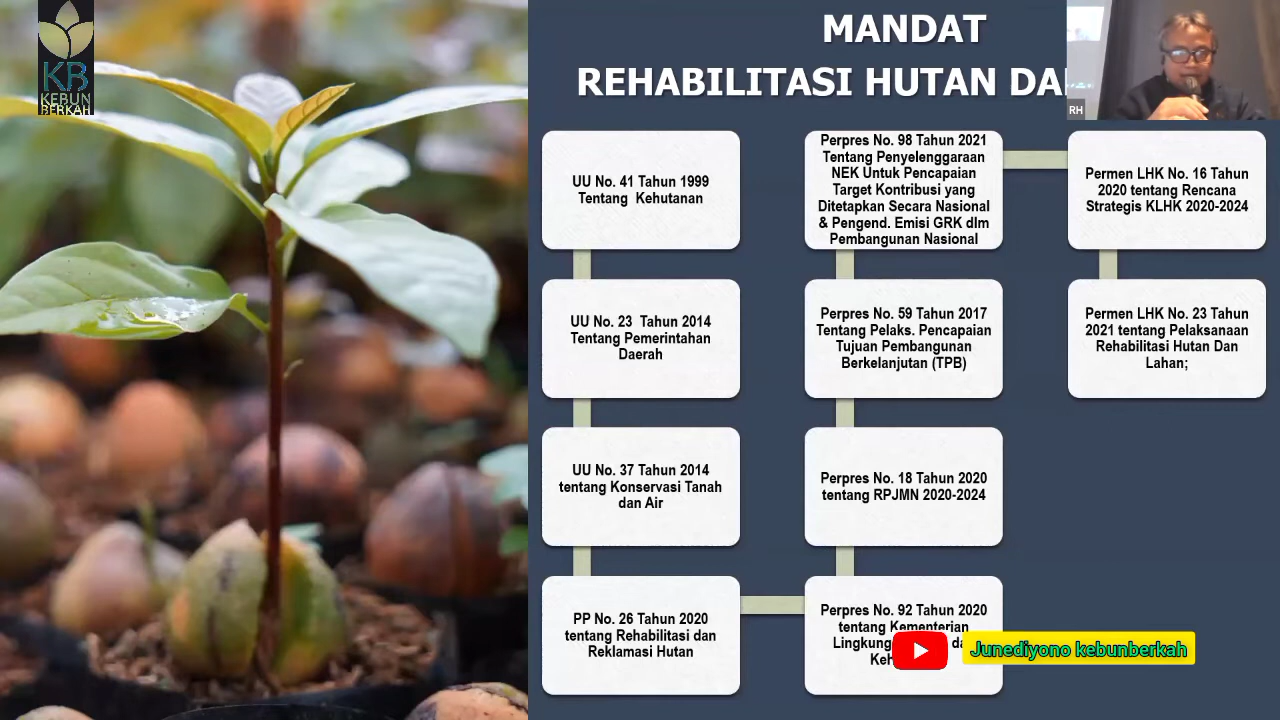 KB
KEBUN
BERKAH
MANDAT
REHABILITASI HUTAN
RH
UU No. 41 Tahun 1999
Tentang Kehutanan
UU No. 23 Tahun 2014
Tentang Pemerintahan
Daerah
UU No. 37 Tahun 2014
tentang Konservasi Tanah
dan Air
PP No. 26 Tahun 2020
tentang Rehabilitasi dan
Reklamasi Hutan
Perpres No. 98 Tahun 2021
Tentang Penyelenggaraan
NEK Untuk Pencapaian
Target Kontribusi yang
Ditetapkan Secara Nasional
& Pengend. Emisi GRK dlm
Pembangunan Nasional
Perpres No. 59 Tahun 2017
Tentang Pelaks. Pencapaian
Tujuan Pembangunan
Berkelanjutan (TPB)
Perpres No. 18 Tahun 2020
tentang RPJMN 2020-2024
Perpres No. 92 Tahun 2020
tentang Kementerian
Permen LHK No. 16 Tahun
2020 tentang Rencana
Strategis KLHK 2020-2024
Permen LHK No. 23 Tahun
2021 tentang Pelaksanaan
Rehabilitasi Hutan Dan
Lahan;
Junediyono kebunberkah